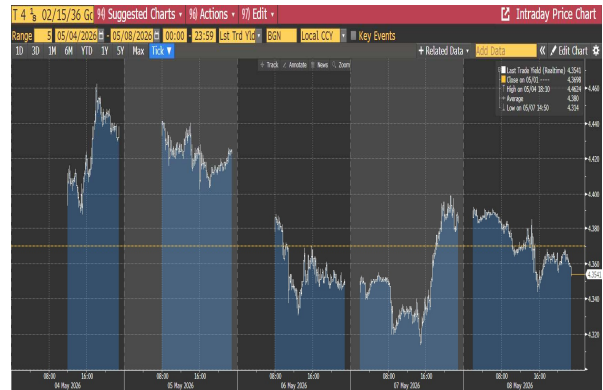 T 4 ⅛ 02/15/36 Go 94) Suggested Charts 96) Actions 97) Edit Intraday Price Chart
Range 5 05/04/2026 - 05/08/2026 00:00 - 23:59 Lst Trd Yld BGN Local CCY Key Events
1D 3D 1M 6M YTD 1Y 5Y Max Tick ▼ + Related Data Add Data « Edit Chart
+ Track Annotate News Zoom
Last Trade Yield (Realtime) 4.3541
Close on 05/01 ---- 4.3698
High on 05/04 18:10 4.4624
Average 4.380
Low on 05/07 14:50 4.314
4.460
4.440
4.420
4.400
4.380
4.360
4.3541
4.340
4.320
08:00 16:00 08:00 16:00 08:00 16:00 08:00 16:00 08:00 16:00
04 May 2026 05 May 2026 06 May 2026 07 May 2026 08 May 2026